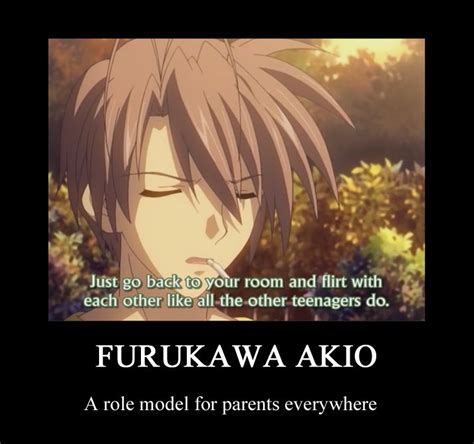 Just go back to your room and flirt with
each other like all the other teenagers do.
FURUKAWA AKIO
A role model for parents everywhere